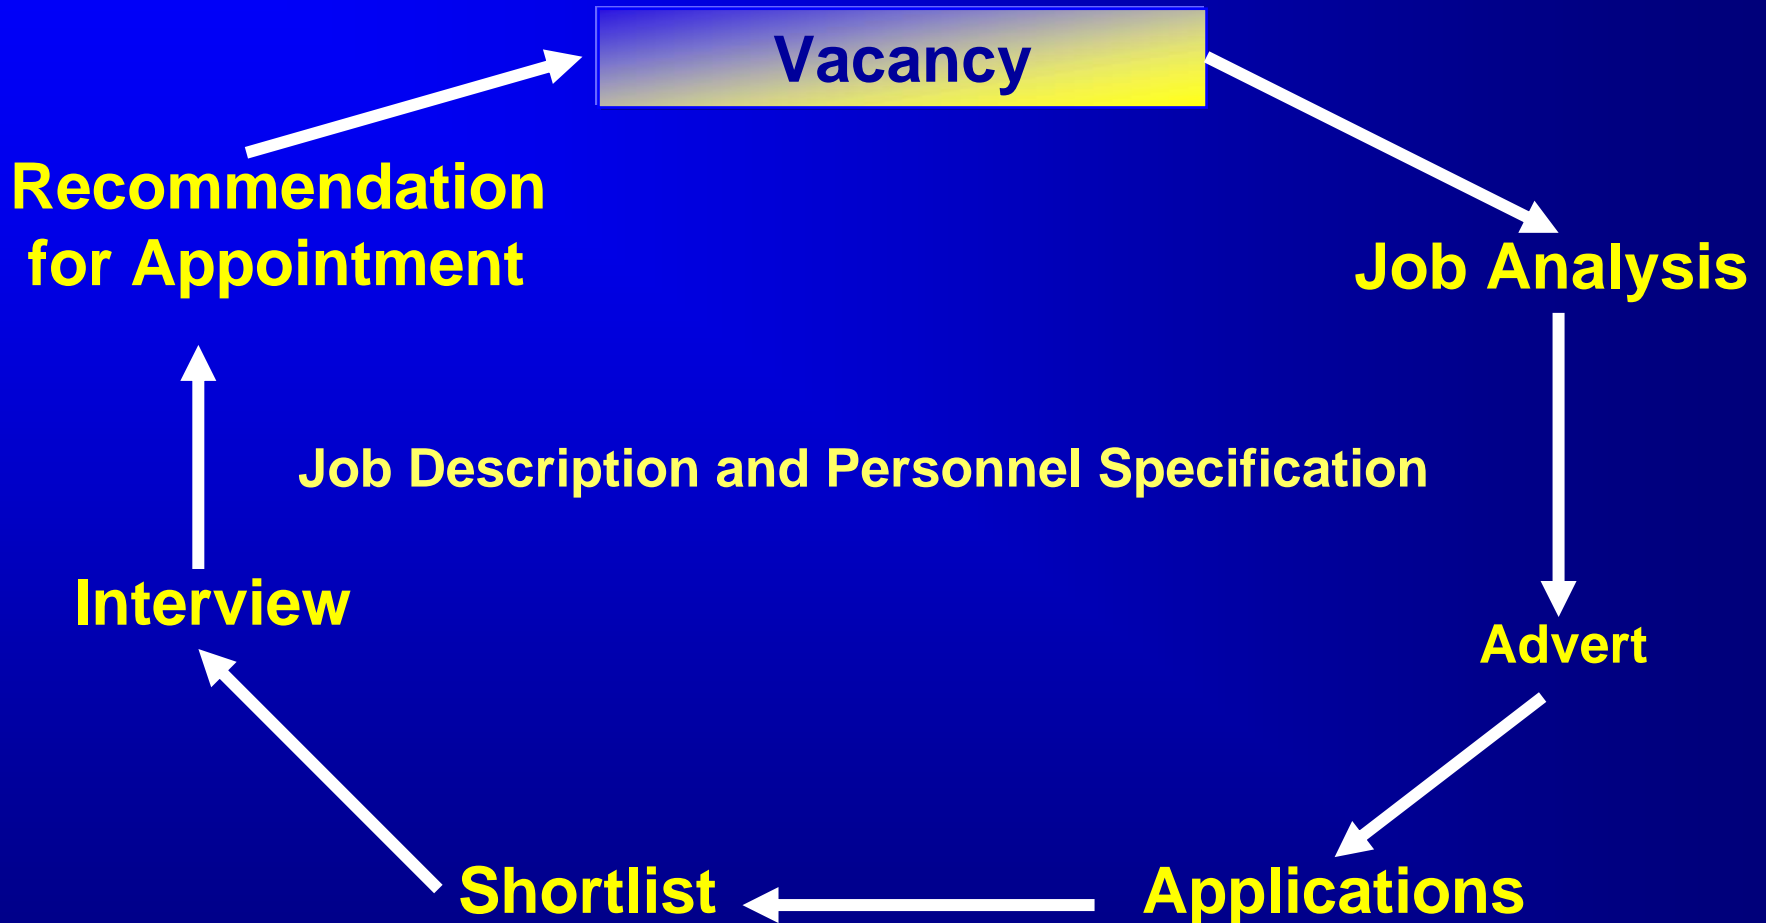 Vacancy
Recommendation
for Appointment
Job Analysis
Job Description and Personnel Specification
Interview
Advert
Shortlist
Applications